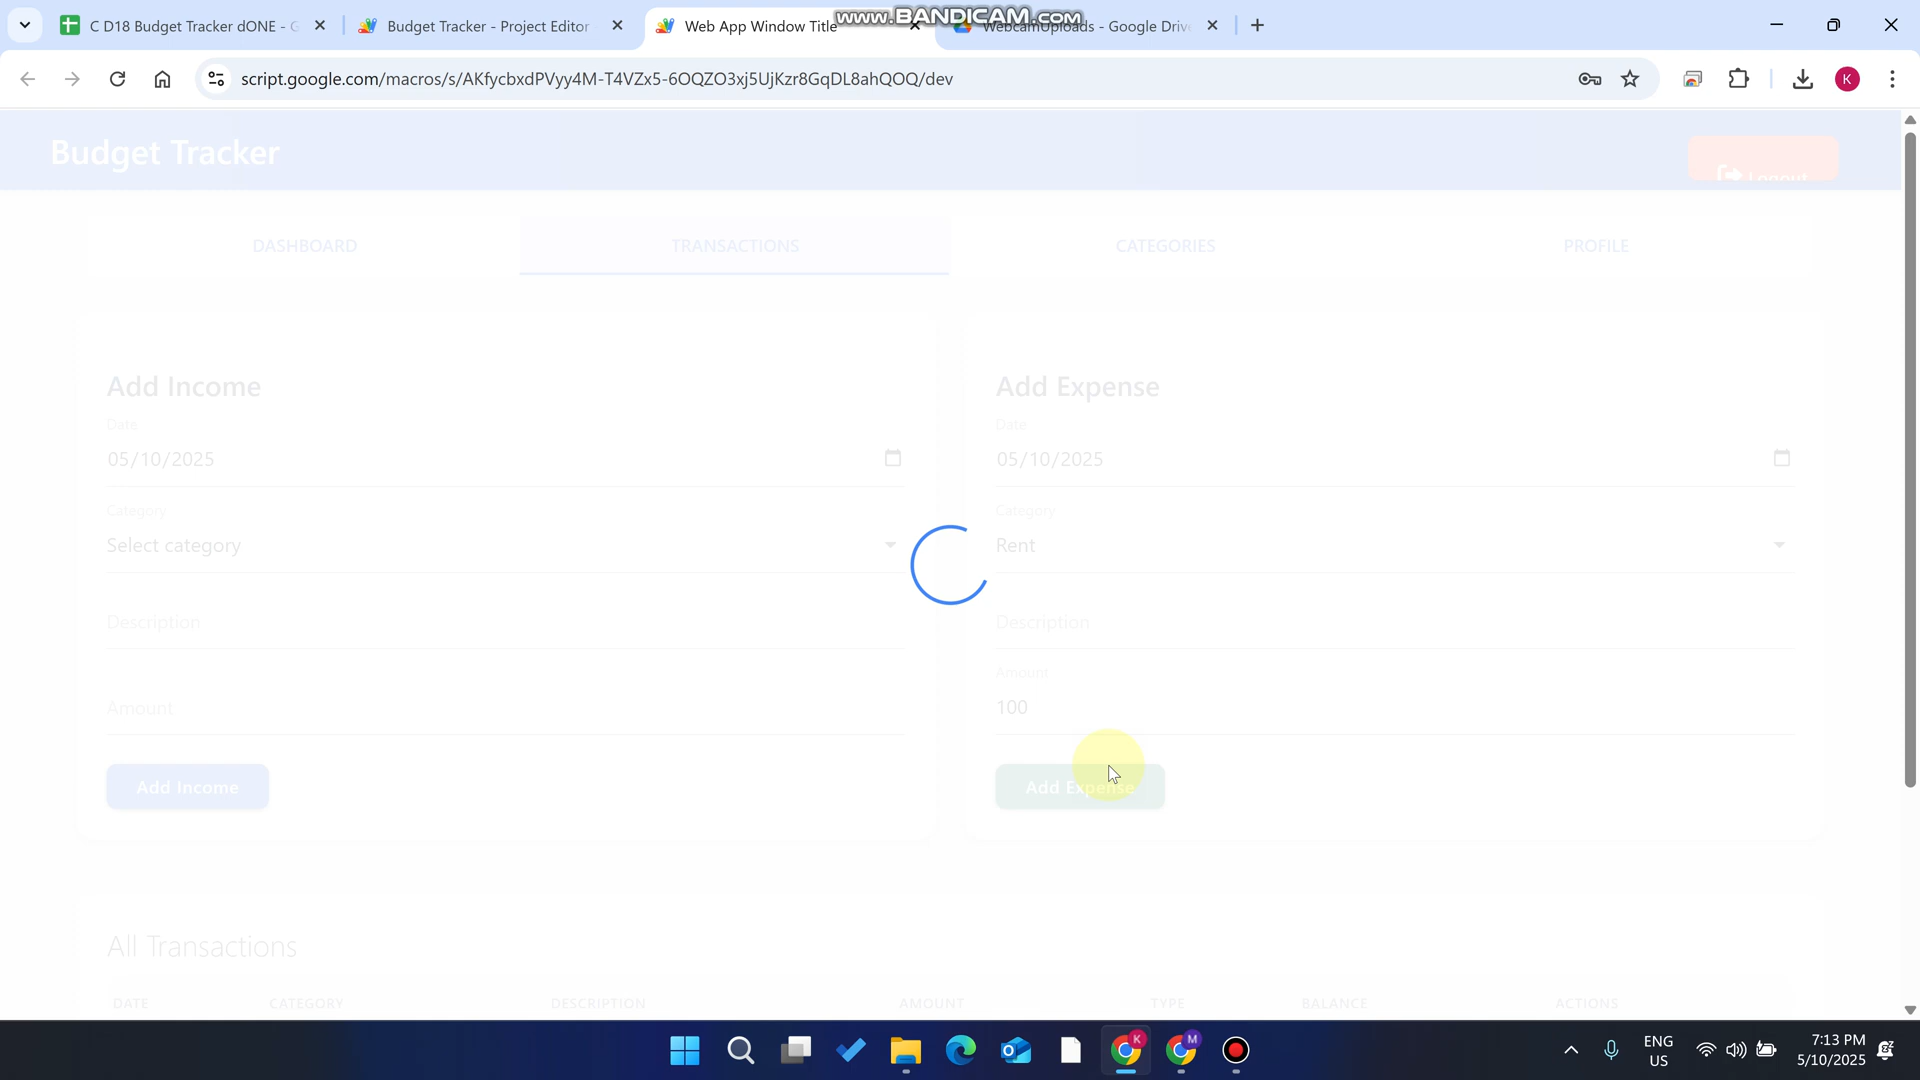 C D18 Budget Tracker dONE - G
Budget Tracker - Project Editor
Web App Window Title
www.BANDICAM.com
WebcamUploads - Google Drive
script.google.com/macros/s/AKfycbxdPVyy4M-T4VZx5-6OQZO3xj5UjKzr8GqDL8ahQOQ/dev
K
Budget Tracker
Logout
DASHBOARD
TRANSACTIONS
CATEGORIES
PROFILE
Add Income
Date
05/10/2025
Category
Select category
Description
Amount
Add Income
Add Expense
Date
05/10/2025
Category
Rent
Description
Amount
100
Add Expense
All Transactions
DATE
CATEGORY
DESCRIPTION
AMOUNT
TYPE
BALANCE
ACTIONS
K
M
ENG
US
7:13 PM
5/10/2025